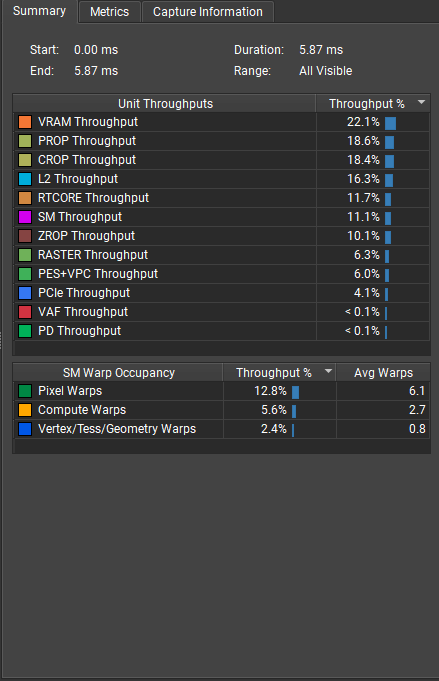 Summary Metrics Capture Information
Start: 0.00 ms Duration: 5.87 ms
End: 5.87 ms Range: All Visible
Unit Throughputs Throughput %
VRAM Throughput 22.1%
PROP Throughput 18.6%
CROP Throughput 18.4%
L2 Throughput 16.3%
RTCORE Throughput 11.7%
SM Throughput 11.1%
ZROP Throughput 10.1%
RASTER Throughput 6.3%
PES+VPC Throughput 6.0%
PCIe Throughput 4.1%
VAF Throughput < 0.1%
PD Throughput < 0.1%
SM Warp Occupancy Throughput % Avg Warps
Pixel Warps 12.8% 6.1
Compute Warps 5.6% 2.7
Vertex/Tess/Geometry Warps 2.4% 0.8